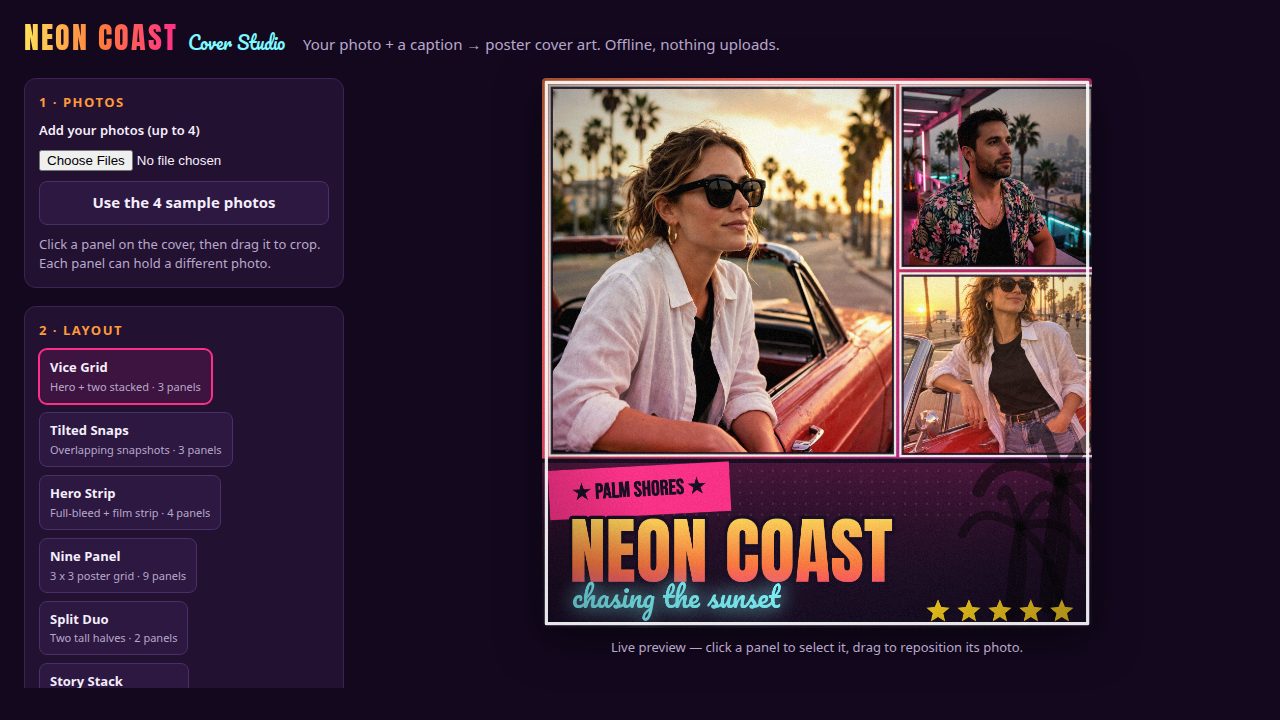 NEON COAST Cover Studio Your photo + a caption → poster cover art. Offline, nothing uploads.
1 · PHOTOS
Add your photos (up to 4)
Choose Files No file chosen
Use the 4 sample photos
Click a panel on the cover, then drag it to crop.
Each panel can hold a different photo.
2 · LAYOUT
Vice Grid
Hero + two stacked · 3 panels
Tilted Snaps
Overlapping snapshots · 3 panels
Hero Strip
Full-bleed + film strip · 4 panels
Nine Panel
3 x 3 poster grid · 9 panels
Split Duo
Two tall halves · 2 panels
Story Stack
★ PALM SHORES ★
NEON COAST
chasing the sunset
★ ★ ★ ★ ★
Live preview — click a panel to select it, drag to reposition its photo.